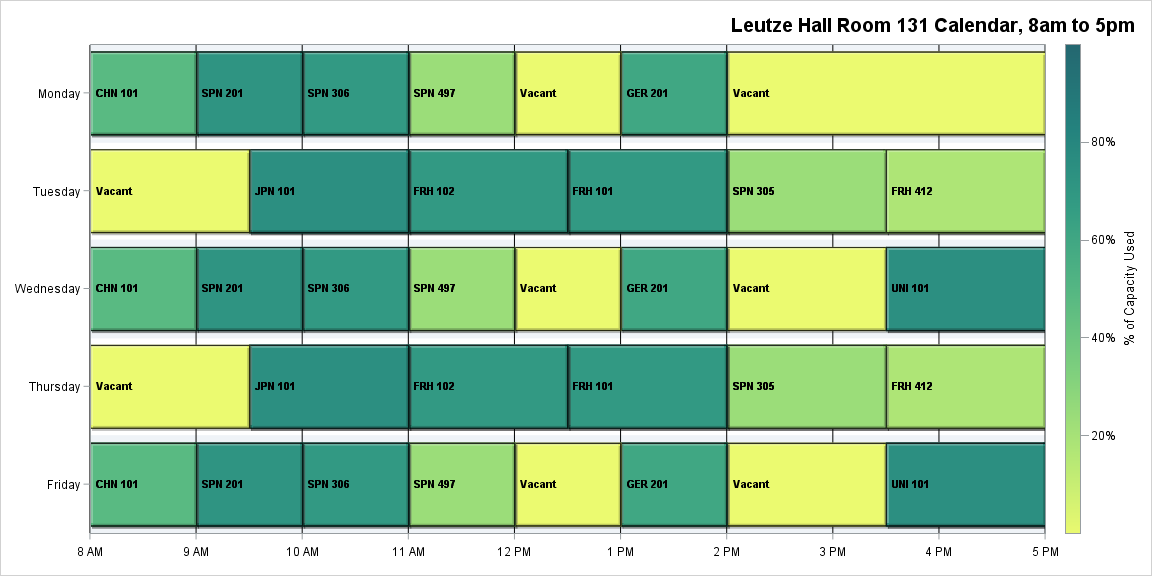 Leutze Hall Room 131 Calendar, 8am to 5pm
Monday CHN 101 SPN 201 SPN 306 SPN 497 Vacant GER 201 Vacant
Tuesday Vacant JPN 101 FRH 102 FRH 101 SPN 305 FRH 412
Wednesday CHN 101 SPN 201 SPN 306 SPN 497 Vacant GER 201 Vacant UNI 101
Thursday Vacant JPN 101 FRH 102 FRH 101 SPN 305 FRH 412
Friday CHN 101 SPN 201 SPN 306 SPN 497 Vacant GER 201 Vacant UNI 101
8 AM 9 AM 10 AM 11 AM 12 PM 1 PM 2 PM 3 PM 4 PM 5 PM
80%
60%
40%
20%
% of Capacity Used